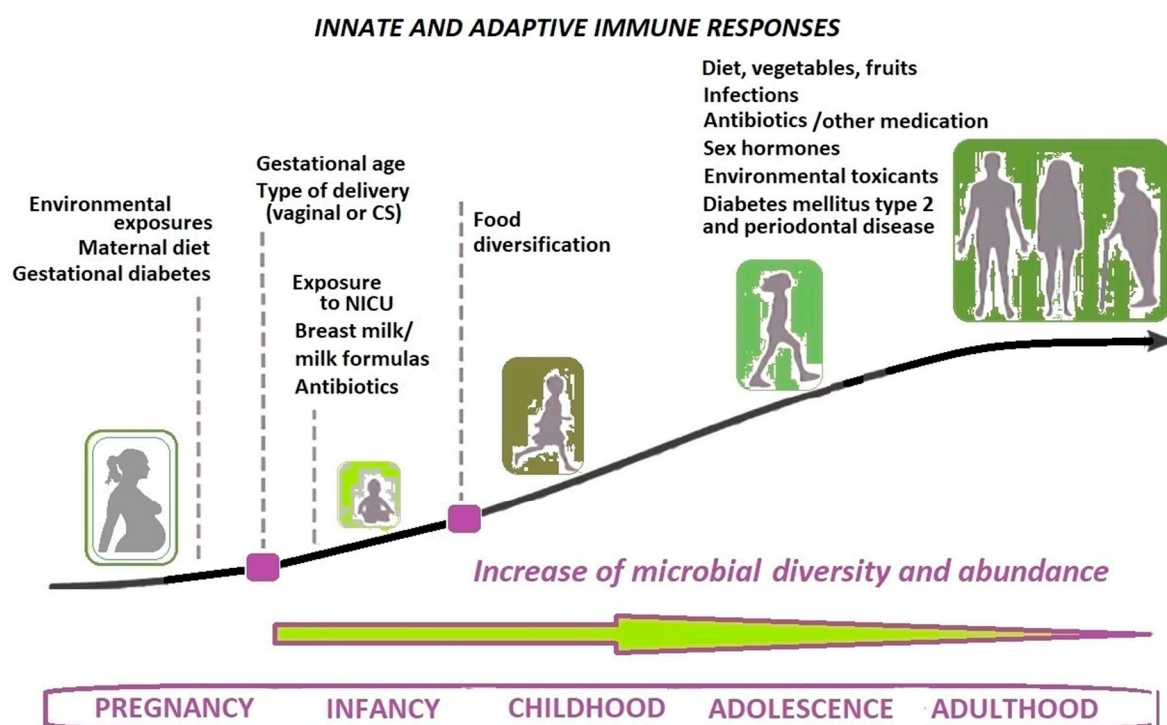 INNATE AND ADAPTIVE IMMUNE RESPONSES
Environmental
exposures
Maternal diet
Gestational diabetes
Gestational age
Type of delivery
(vaginal or CS)
Exposure
to NICU
Breast milk/
milk formulas
Antibiotics
Food
diversification
Diet, vegetables, fruits
Infections
Antibiotics /other medication
Sex hormones
Environmental toxicants
Diabetes mellitus type 2
and periodontal disease
Increase of microbial diversity and abundance
PREGNANCY INFANCY CHILDHOOD ADOLESCENCE ADULTHOOD